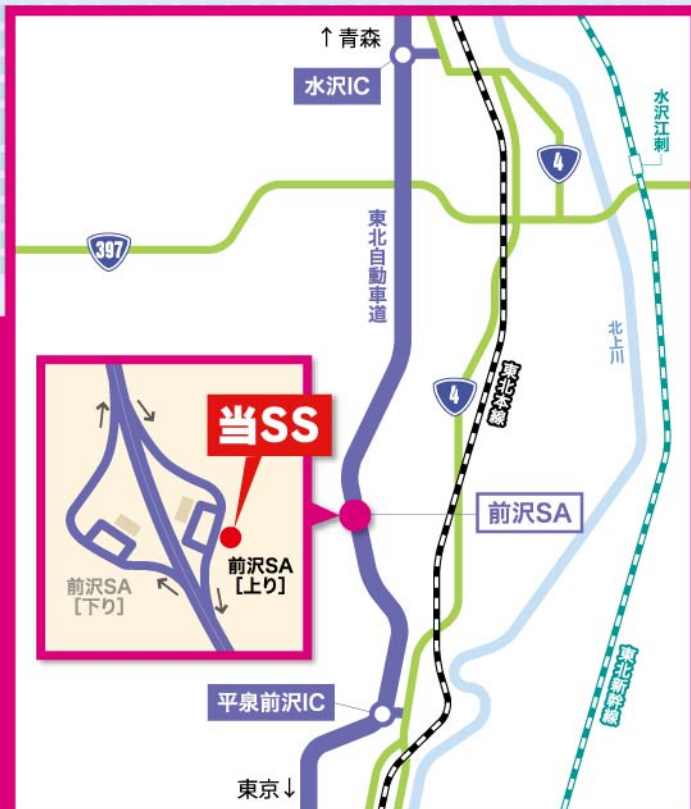 ↑青森
水沢IC
水沢江刺
4
397
東北自動車道
北上川
4
東北本線
当SS
前沢SA
前沢SA
[上り]
前沢SA
[下り]
東北新幹線
平泉前沢IC
東京↓